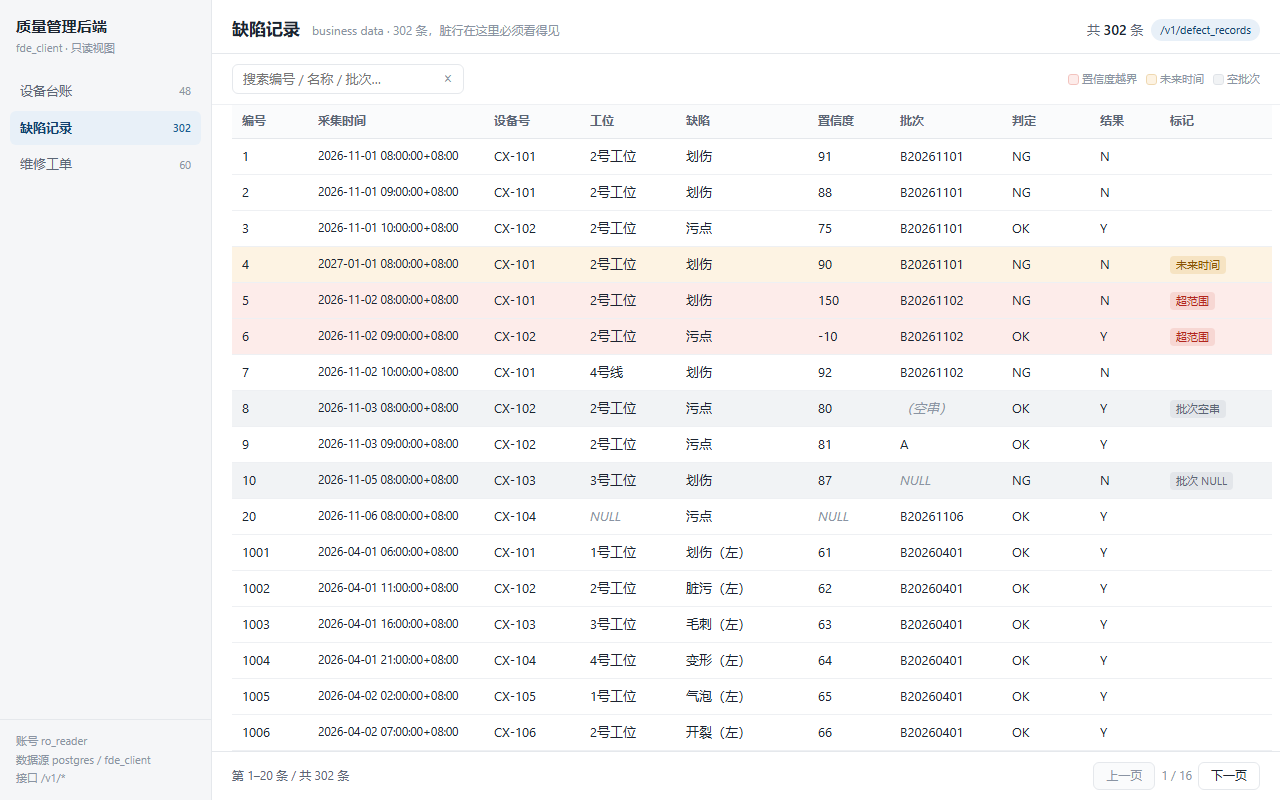 质量管理后端
fde_client · 只读视图
设备台账 48
缺陷记录 302
维修工单 60
账号 ro_reader
数据源 postgres / fde_client
接口 /v1/*
缺陷记录 business data · 302 条，脏行在这里必须看得见 共 302 条 /v1/defect_records
搜索编号 / 名称 / 批次... × 置信度越界 未来时间 空批次
编号 采集时间 设备号 工位 缺陷 置信度 批次 判定 结果 标记
1 2026-11-01 08:00:00+08:00 CX-101 2号工位 划伤 91 B20261101 NG N
2 2026-11-01 09:00:00+08:00 CX-101 2号工位 划伤 88 B20261101 NG N
3 2026-11-01 10:00:00+08:00 CX-102 2号工位 污点 75 B20261101 OK Y
4 2027-01-01 08:00:00+08:00 CX-101 2号工位 划伤 90 B20261101 NG N 未来时间
5 2026-11-02 08:00:00+08:00 CX-101 2号工位 划伤 150 B20261102 NG N 超范围
6 2026-11-02 09:00:00+08:00 CX-102 2号工位 污点 -10 B20261102 OK Y 超范围
7 2026-11-02 10:00:00+08:00 CX-101 4号线 划伤 92 B20261102 NG N
8 2026-11-03 08:00:00+08:00 CX-102 2号工位 污点 80 （空串） OK Y 批次空串
9 2026-11-03 09:00:00+08:00 CX-102 2号工位 污点 81 A OK Y
10 2026-11-05 08:00:00+08:00 CX-103 3号工位 划伤 87 NULL NG N 批次 NULL
20 2026-11-06 08:00:00+08:00 CX-104 NULL 污点 NULL B20261106 OK Y
1001 2026-04-01 06:00:00+08:00 CX-101 1号工位 划伤（左） 61 B20260401 OK Y
1002 2026-04-01 11:00:00+08:00 CX-102 2号工位 脏污（左） 62 B20260401 OK Y
1003 2026-04-01 16:00:00+08:00 CX-103 3号工位 毛刺（左） 63 B20260401 OK Y
1004 2026-04-01 21:00:00+08:00 CX-104 4号工位 变形（左） 64 B20260401 OK Y
1005 2026-04-02 02:00:00+08:00 CX-105 1号工位 气泡（左） 65 B20260401 OK Y
1006 2026-04-02 07:00:00+08:00 CX-106 2号工位 开裂（左） 66 B20260401 OK Y
第 1–20 条 / 共 302 条 上一页 1 / 16 下一页